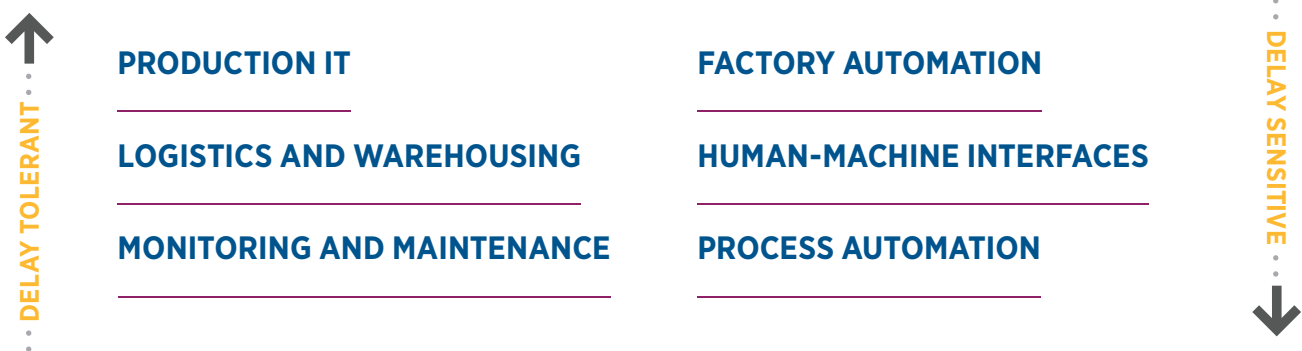 DELAY TOLERANT
PRODUCTION IT
LOGISTICS AND WAREHOUSING
MONITORING AND MAINTENANCE
FACTORY AUTOMATION
HUMAN-MACHINE INTERFACES
PROCESS AUTOMATION
DELAY SENSITIVE